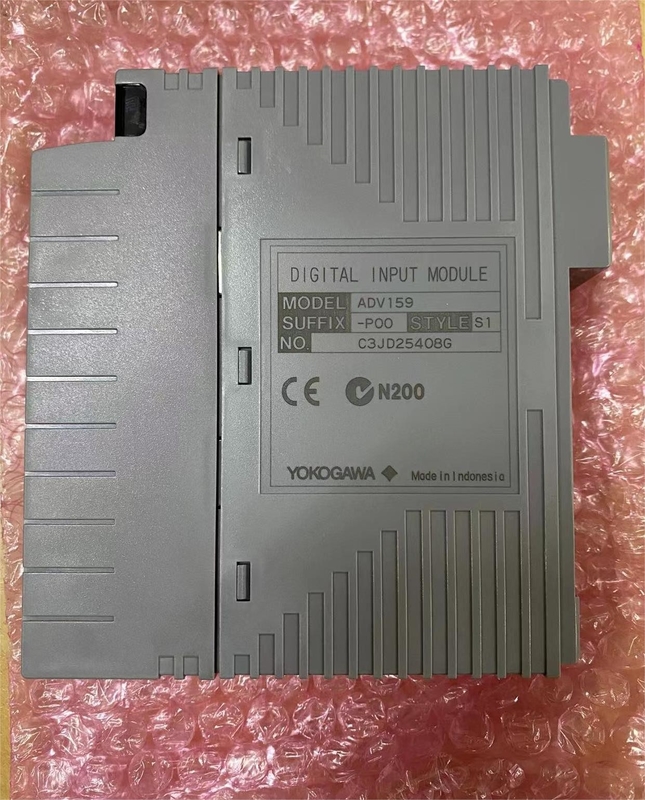 DIGITAL INPUT MODULE
MODEL ADV159
SUFFIX -P00 STYLE S1
NO. C3JD25408G
CE N200
YOKOGAWA Made in Indonesia